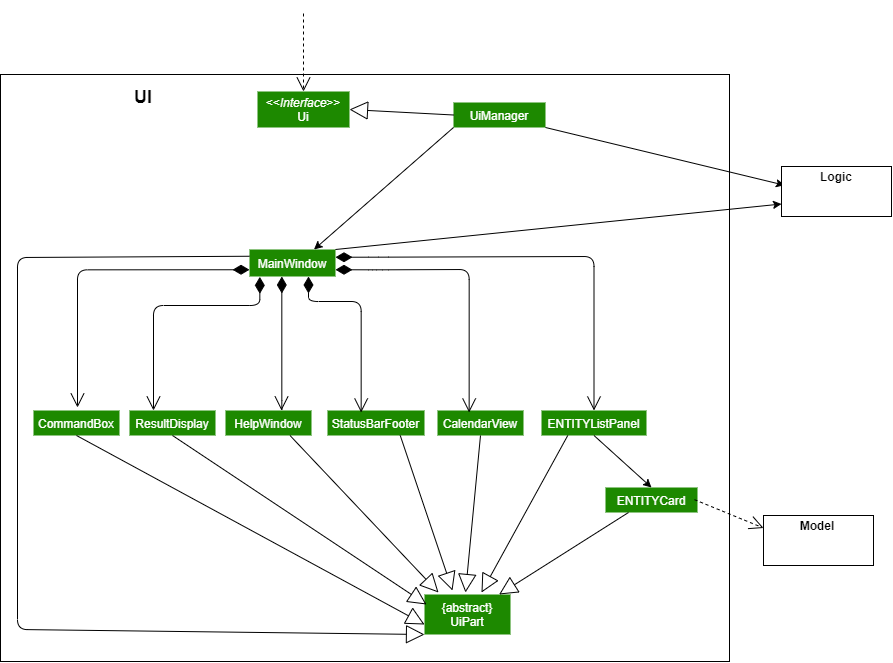 UI
<<Interface>>
Ui
UiManager
Logic
MainWindow
CommandBox
ResultDisplay
HelpWindow
StatusBarFooter
CalendarView
ENTITYListPanel
ENTITYCard
Model
{abstract}
UiPart